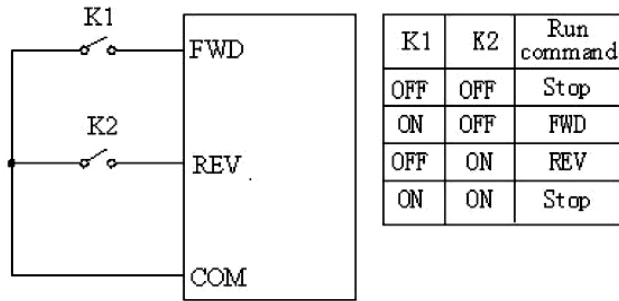 K1
FWD
K2
REV
COM
K1 K2 Run command
OFF OFF Stop
ON OFF FWD
OFF ON REV
ON ON Stop